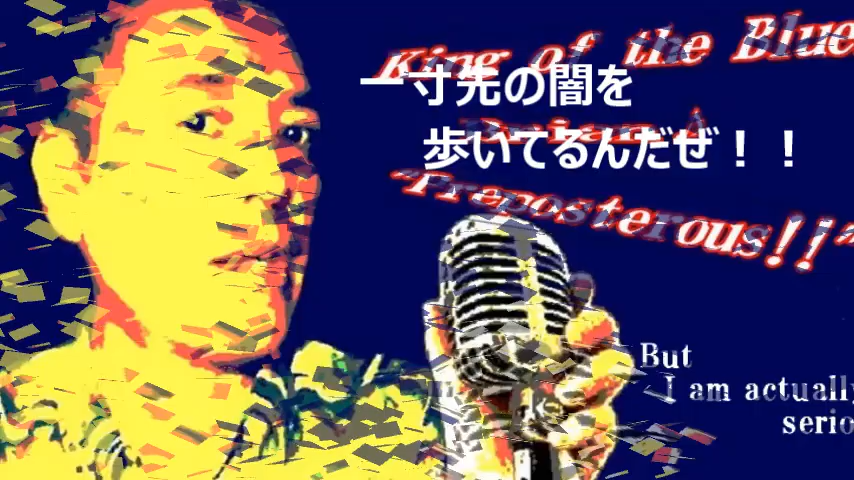 King of the Blue
一寸先の闇を
歩いてるんだぜ！！
"Preposterous!!"
But
I am actually
serio